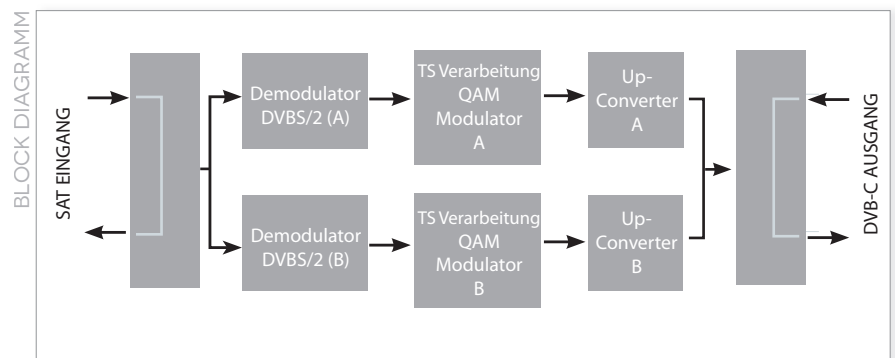 BLOCK DIAGRAMM
SAT EINGANG
Demodulator
DVBS/2 (A)
TS Verarbeitung
QAM
Modulator
A
Up-
Converter
A
Demodulator
DVBS/2 (B)
TS Verarbeitung
QAM
Modulator
B
Up-
Converter
B
DVB-C AUSGANG